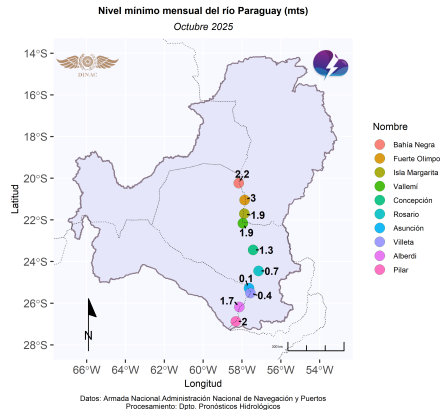 Nivel mínimo mensual del río Paraguay (mts)
Octubre 2025
14°S
16°S
18°S
20°S
22°S
24°S
26°S
28°S
Latitud
DINAC
2.2
3
1.9
1.9
1.3
0.7
0.1
0.4
1.7
2
N
66°W 64°W 62°W 60°W 58°W 56°W 54°W
Longitud
Nombre
Bahía Negra
Fuerte Olimpo
Isla Margarita
Vallemí
Concepción
Rosario
Asunción
Villeta
Alberdi
Pilar
Datos: Armada Nacional.Administración Nacional de Navegación y Puertos
Procesamiento: Dpto. Pronósticos Hidrológicos